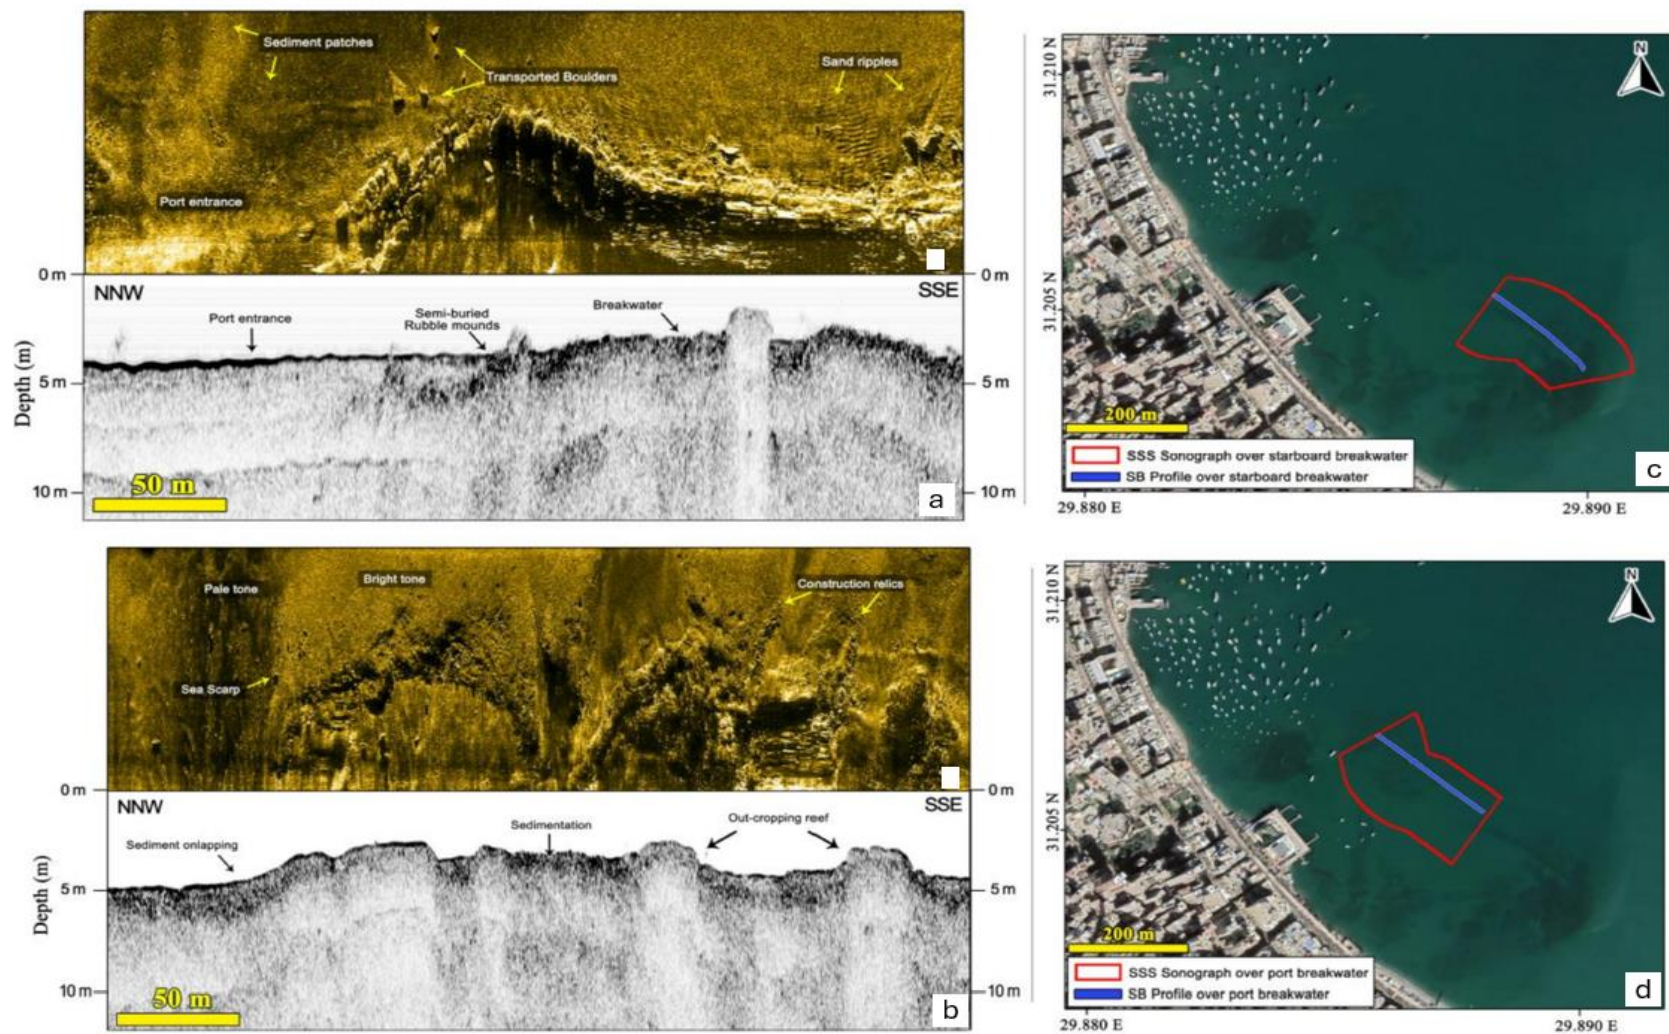 Sediment patches
Transported Boulders
Sand ripples
Port entrance
0 m
0 m
NNW
SSE
Port entrance
Semi-buried
Rubble mounds
Breakwater
Depth (m)
5 m
5 m
10 m
10 m
50 m
a
N
31.210 N
31.205 N
200 m
SSS Sonograph over starboard breakwater
SB Profile over starboard breakwater
c
29.880 E
29.890 E
Pale tone
Bright tone
Construction relics
Sea Scarp
0 m
0 m
NNW
SSE
Sediment onlapping
Sedimentation
Out-cropping reef
Depth (m)
5 m
5 m
10 m
10 m
50 m
b
N
31.210 N
31.205 N
200 m
SSS Sonograph over port breakwater
SB Profile over port breakwater
d
29.880 E
29.890 E